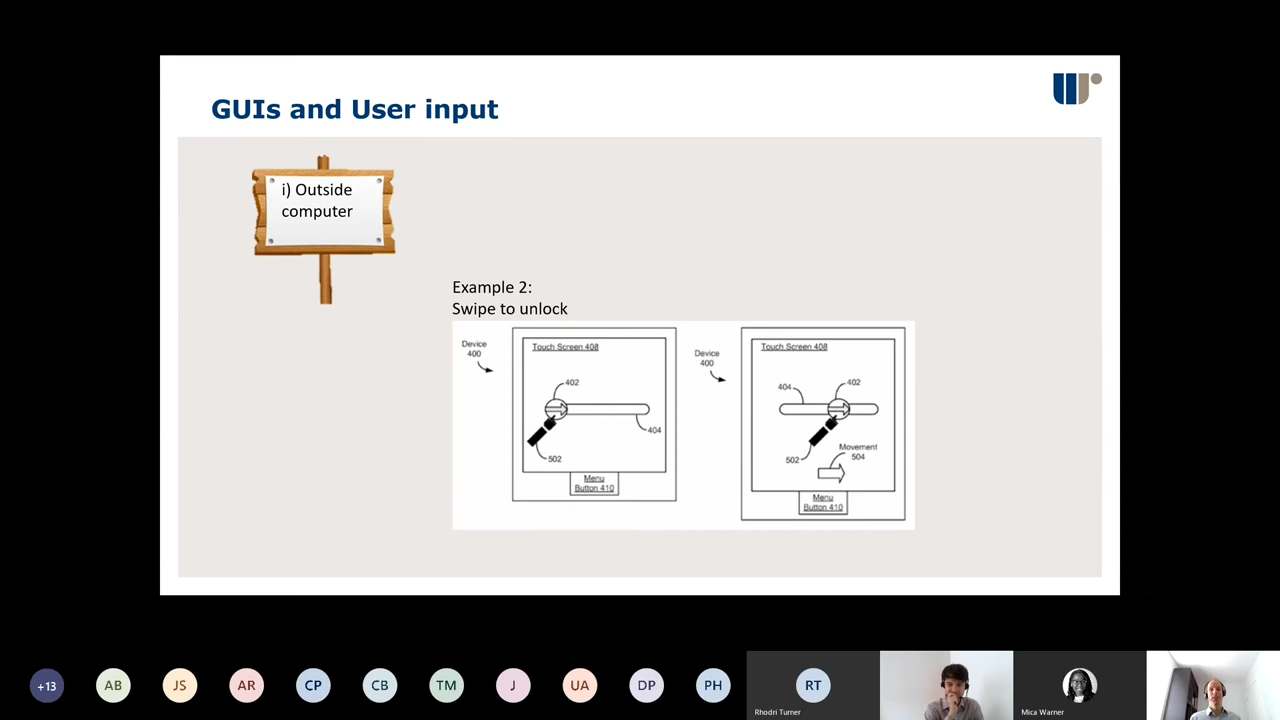 GUIs and User input
i) Outside
computer
Example 2:
Swipe to unlock
Device
400
Touch Screen 408
402
404
502
Menu
Button 410
Device
400
Touch Screen 408
404
402
Movement
504
502
Menu
Button 410
+13
AB
JS
AR
CP
CB
TM
J
UA
DP
PH
RT
Rhodri Turner
Mica Warner